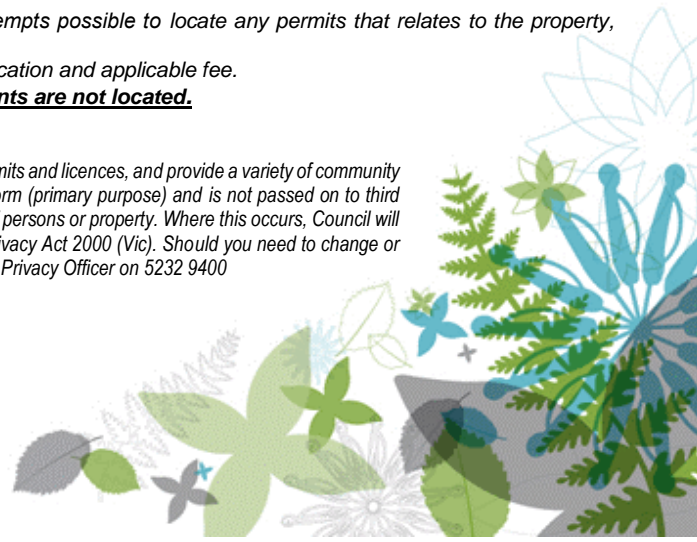 empts possible to locate any permits that relates to the property,
cation and applicable fee.
nts are not located.
mits and licences, and provide a variety of community
orm (primary purpose) and is not passed on to third
persons or property. Where this occurs, Council will
ivacy Act 2000 (Vic). Should you need to change or
Privacy Officer on 5232 9400